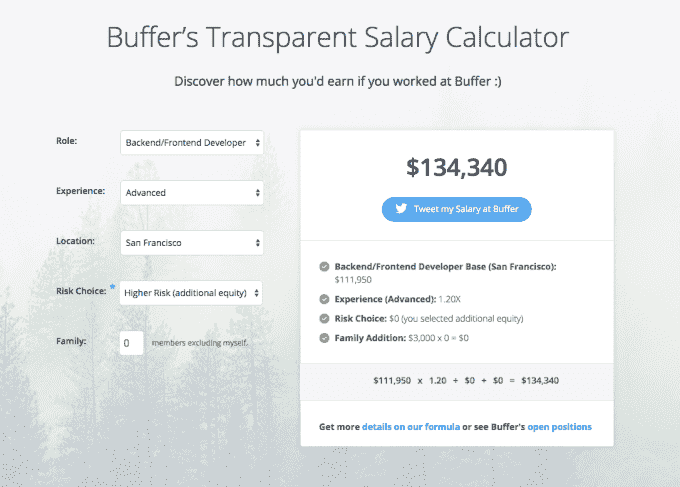 Buffer's Transparent Salary Calculator
Discover how much you'd earn if you worked at Buffer :)
Role:
Backend/Frontend Developer
Experience:
Advanced
Location:
San Francisco
Risk Choice: *
Higher Risk (additional equity)
Family:
0
members excluding myself.
$134,340
Tweet my Salary at Buffer
Backend/Frontend Developer Base (San Francisco):
$111,950
Experience (Advanced): 1.20X
Risk Choice: $0 (you selected additional equity)
Family Addition: $3,000 x 0 = $0
$111,950 x 1.20 + $0 + $0 = $134,340
Get more details on our formula or see Buffer's open positions